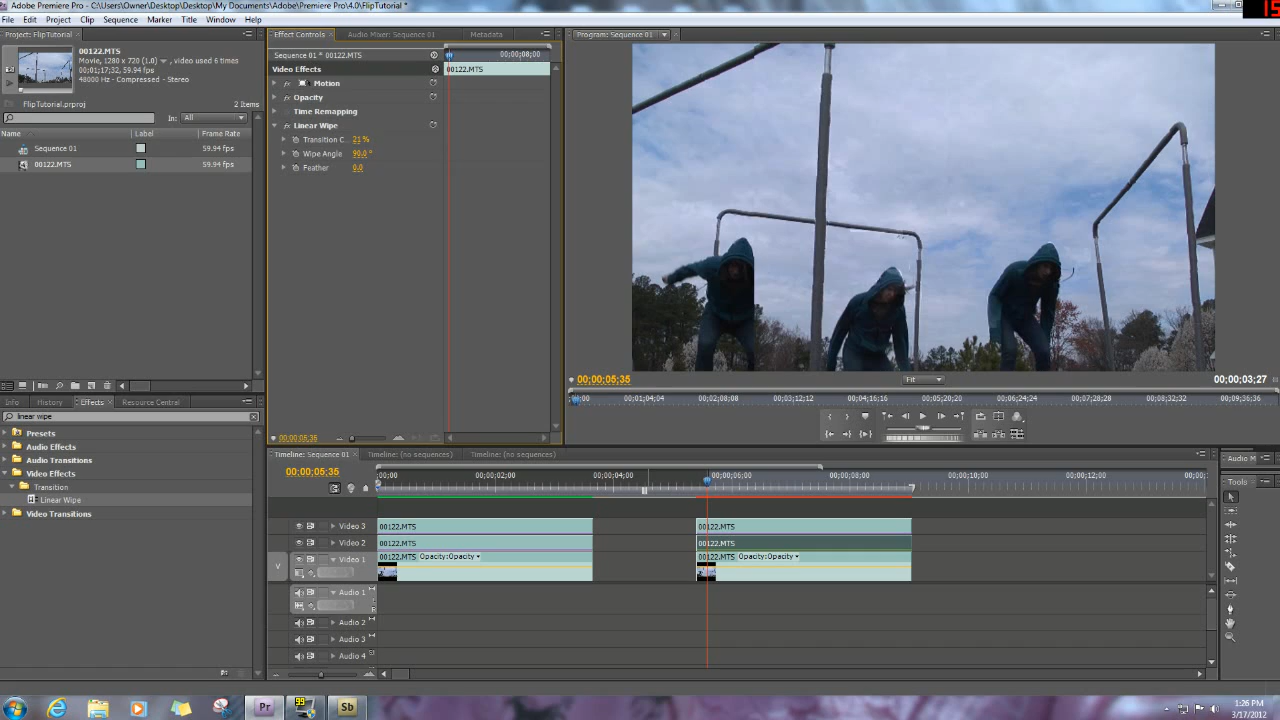 Adobe Premiere Pro - C:\Users\Owner\Desktop\Desktop\My Documents\Adobe\Premiere Pro\4.0\FlipTutorial *
15
File Edit Project Clip Sequence Marker Title Window Help
Project: FlipTutorial
00122.MTS
Movie, 1280 x 720 (1.0) , video used 6 times
00;01;17;32, 59.94 fps
48000 Hz - Compressed - Stereo
FlipTutorial.prproj 2 Items
In: All
Name Label Frame Rate
Sequence 01 59.94 fps
00122.MTS 59.94 fps
Info History Effects Resource Central
linear wipe
Presets
Audio Effects
Audio Transitions
Video Effects
Transition
Linear Wipe
Video Transitions
Effect Controls Audio Mixer: Sequence 01 Metadata
Sequence 01 * 00122.MTS 00;00;08;00
Video Effects 00122.MTS
fx Motion
fx Opacity
Time Remapping
fx Linear Wipe
Transition C... 21 %
Wipe Angle 90.0 °
Feather 0.0
00;00;05;35
Program: Sequence 01
00;00;05;35 Fit 00;00;03;27
00;00 00;01;04;04 00;02;08;08 00;03;12;12 00;04;16;16 00;05;20;20 00;06;24;24 00;07;28;28 00;08;32;32 00;09;36;36
Timeline: Sequence 01 Timeline: (no sequences) Timeline: (no sequences)
00;00;05;35
00;00 00;00;02;00 00;00;04;00 00;00;06;00 00;00;08;00 00;00;10;00 00;00;12;00 00;00;
Video 3 00122.MTS 00122.MTS
Video 2 00122.MTS 00122.MTS
V Video 1 00122.MTS Opacity:Opacity 00122.MTS Opacity:Opacity
Audio 1
Audio 2
Audio 3
Audio 4
Audio M
Tools
Pr
99
Sb
1:26 PM
3/17/2012